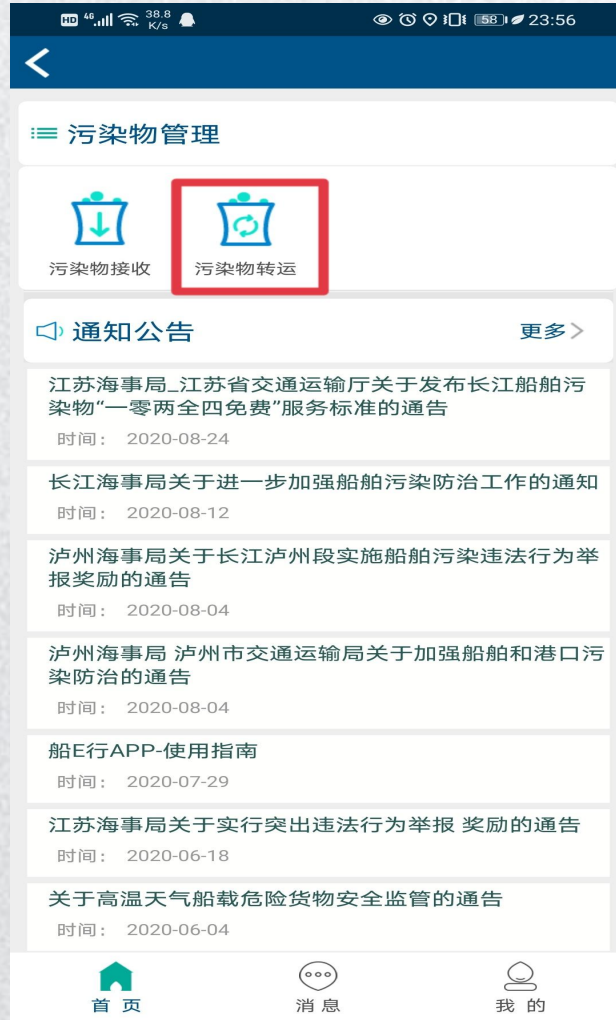 HD 4G 38.8 K/s 58 23:56
污染物管理
污染物接收 污染物转运
通知公告 更多
江苏海事局_江苏省交通运输厅关于发布长江船舶污
染物“一零两全四免费”服务标准的通告
时间： 2020-08-24
长江海事局关于进一步加强船舶污染防治工作的通知
时间： 2020-08-12
泸州海事局关于长江泸州段实施船舶污染违法行为举
报奖励的通告
时间： 2020-08-04
泸州海事局 泸州市交通运输局关于加强船舶和港口污
染防治的通告
时间： 2020-08-04
船E行APP-使用指南
时间： 2020-07-29
江苏海事局关于实行突出违法行为举报 奖励的通告
时间： 2020-06-18
关于高温天气船载危险货物安全监管的通告
时间： 2020-06-04
首 页 消 息 我 的